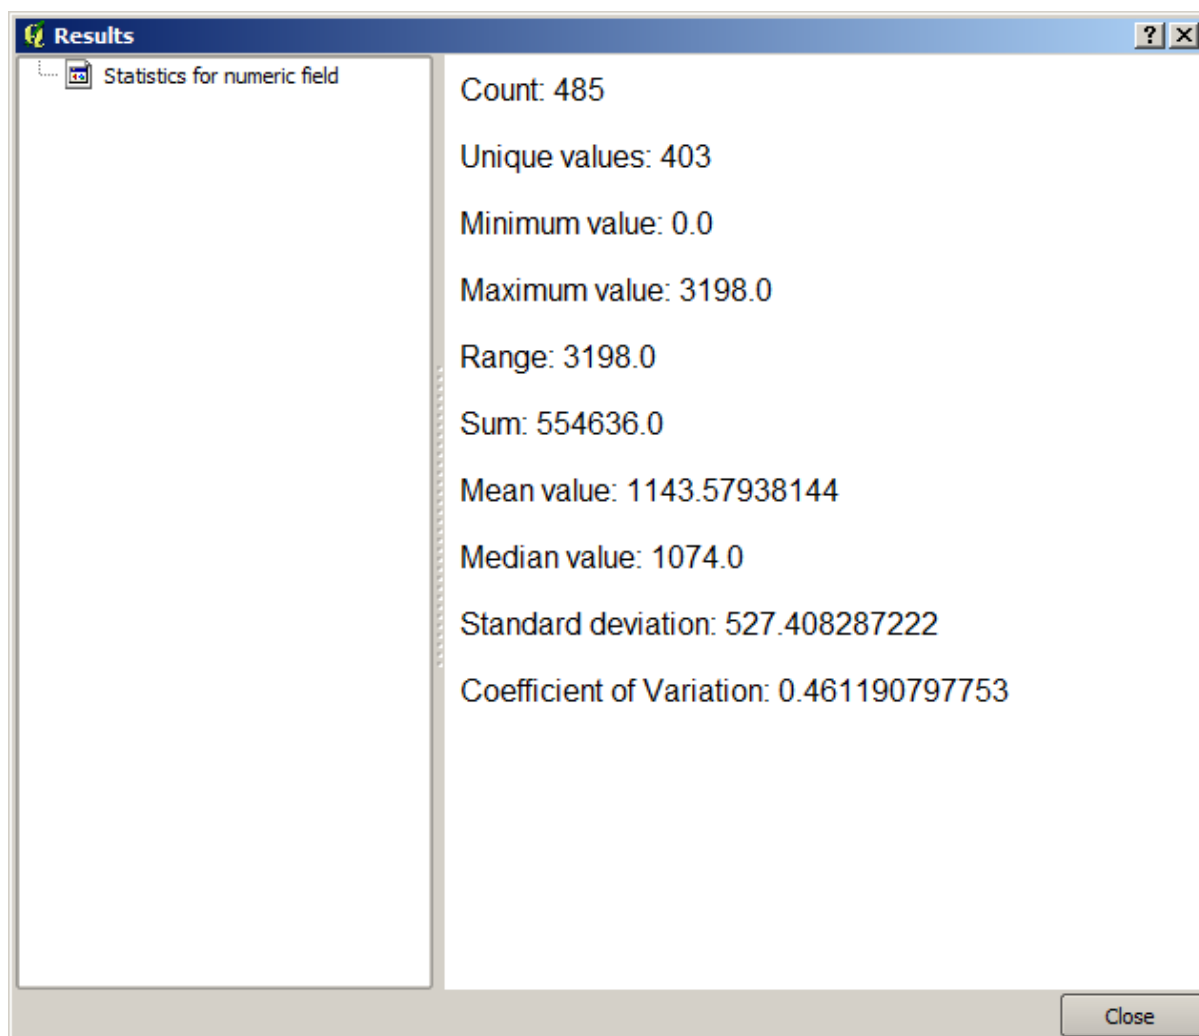 Results
Statistics for numeric field
Count: 485
Unique values: 403
Minimum value: 0.0
Maximum value: 3198.0
Range: 3198.0
Sum: 554636.0
Mean value: 1143.57938144
Median value: 1074.0
Standard deviation: 527.408287222
Coefficient of Variation: 0.461190797753
Close